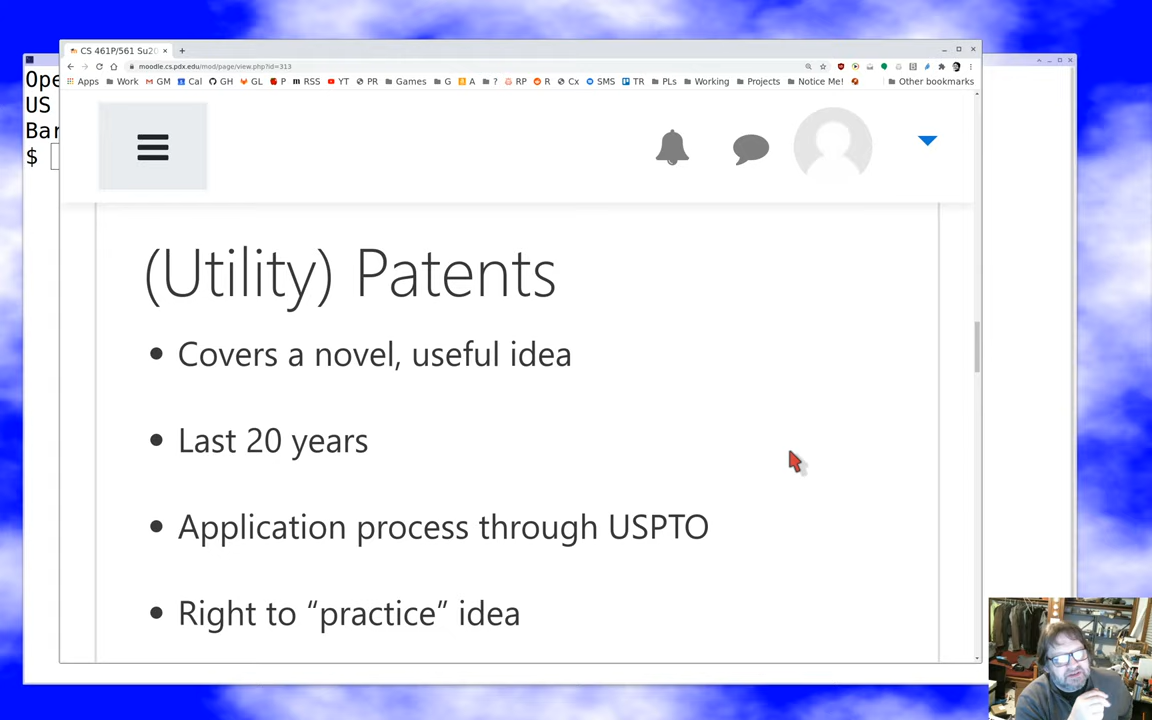 CS 461P/561 Su20
moodle.cs.pdx.edu/mod/page/view.php?id=313
Apps Work GM Cal GH GL P RSS YT PR Games G A ? RP R Cx SMS TR PLs Working Projects Notice Me! Other bookmarks
Ope
US
Bar
$
(Utility) Patents
• Covers a novel, useful idea
• Last 20 years
• Application process through USPTO
• Right to “practice” idea